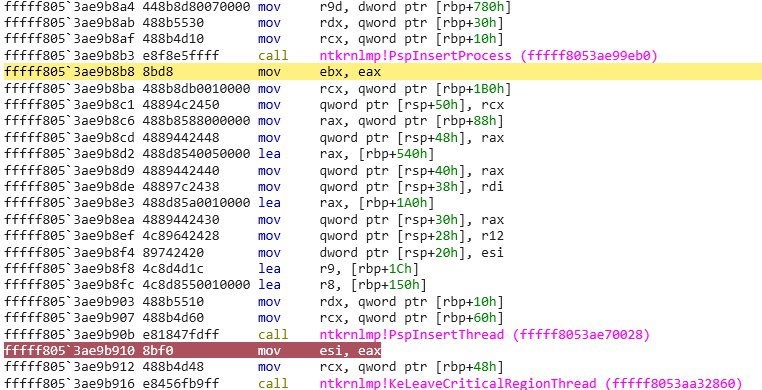 fffff805`3ae9b8a4 448b8d80070000 mov r9d, dword ptr [rbp+780h]
fffff805`3ae9b8ab 488b5530 mov rdx, qword ptr [rbp+30h]
fffff805`3ae9b8af 488b4d10 mov rcx, qword ptr [rbp+10h]
fffff805`3ae9b8b3 e8f8e5ffff call ntkrnlmp!PspInsertProcess (fffff8053ae99eb0)
fffff805`3ae9b8b8 8bd8 mov ebx, eax
fffff805`3ae9b8ba 488b8db0010000 mov rcx, qword ptr [rbp+1B0h]
fffff805`3ae9b8c1 48894c2450 mov qword ptr [rsp+50h], rcx
fffff805`3ae9b8c6 488b8588000000 mov rax, qword ptr [rbp+88h]
fffff805`3ae9b8cd 4889442448 mov qword ptr [rsp+48h], rax
fffff805`3ae9b8d2 488d8540050000 lea rax, [rbp+540h]
fffff805`3ae9b8d9 4889442440 mov qword ptr [rsp+40h], rax
fffff805`3ae9b8de 48897c2438 mov qword ptr [rsp+38h], rdi
fffff805`3ae9b8e3 488d85a0010000 lea rax, [rbp+1A0h]
fffff805`3ae9b8ea 4889442430 mov qword ptr [rsp+30h], rax
fffff805`3ae9b8ef 4c89642428 mov qword ptr [rsp+28h], r12
fffff805`3ae9b8f4 89742420 mov dword ptr [rsp+20h], esi
fffff805`3ae9b8f8 4c8d4d1c lea r9, [rbp+1Ch]
fffff805`3ae9b8fc 4c8d8550010000 lea r8, [rbp+150h]
fffff805`3ae9b903 488b5510 mov rdx, qword ptr [rbp+10h]
fffff805`3ae9b907 488b4d60 mov rcx, qword ptr [rbp+60h]
fffff805`3ae9b90b e81847fdff call ntkrnlmp!PspInsertThread (fffff8053ae70028)
fffff805`3ae9b910 8bf0 mov esi, eax
fffff805`3ae9b912 488b4d48 mov rcx, qword ptr [rbp+48h]
fffff805`3ae9b916 e8456fb9ff call ntkrnlmp!KeLeaveCriticalRegionThread (fffff8053aa32860)